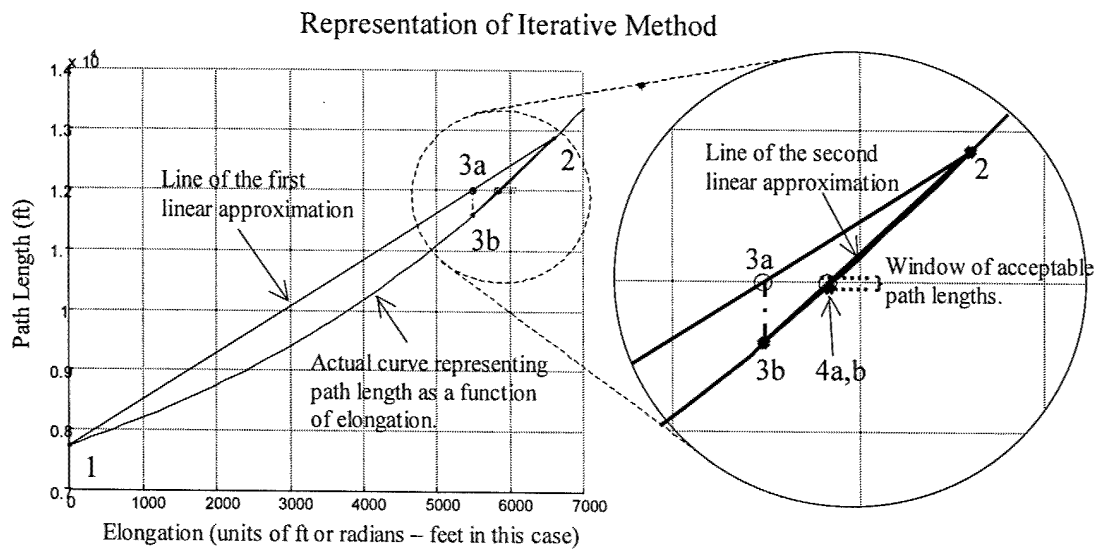 Representation of Iterative Method
x 10^4
1.4
1.3
1.2
1.1
1
0.9
0.8
0.7
Path Length (ft)
0
1000
2000
3000
4000
5000
6000
7000
Elongation (units of ft or radians – feet in this case)
Line of the first
linear approximation
3a
2
3b
1
Actual curve representing
path length as a function
of elongation.
Line of the second
linear approximation
2
3a
Window of acceptable
path lengths.
3b
4a,b